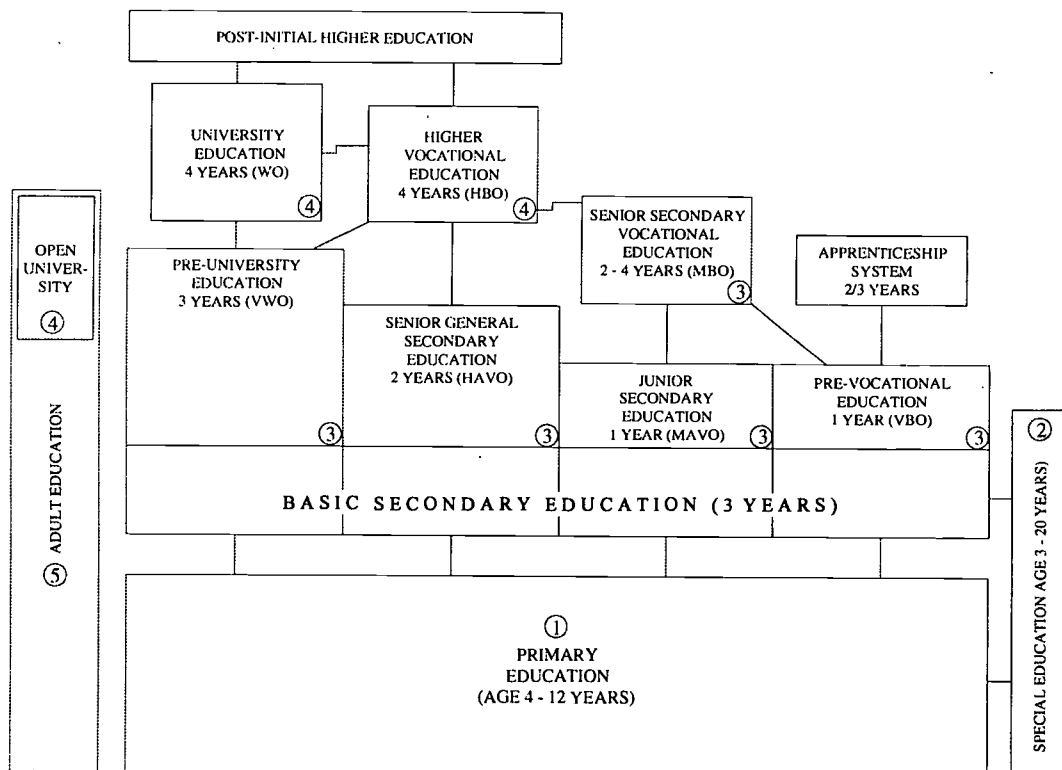 POST-INITIAL HIGHER EDUCATION
UNIVERSITY
EDUCATION
4 YEARS (WO)
4
HIGHER
VOCATIONAL
EDUCATION
4 YEARS (HBO)
4
SENIOR SECONDARY
VOCATIONAL
EDUCATION
2 - 4 YEARS (MBO)
3
APPRENTICESHIP
SYSTEM
2/3 YEARS
OPEN
UNIVER-
SITY
4
PRE-UNIVERSITY
EDUCATION
3 YEARS (VWO)
3
SENIOR GENERAL
SECONDARY
EDUCATION
2 YEARS (HAVO)
3
JUNIOR
SECONDARY
EDUCATION
1 YEAR (MAVO)
3
PRE-VOCATIONAL
EDUCATION
1 YEAR (VBO)
3
BASIC SECONDARY EDUCATION (3 YEARS)
5 ADULT EDUCATION
1
PRIMARY
EDUCATION
(AGE 4 - 12 YEARS)
SPECIAL EDUCATION AGE 3 - 20 YEARS) 2